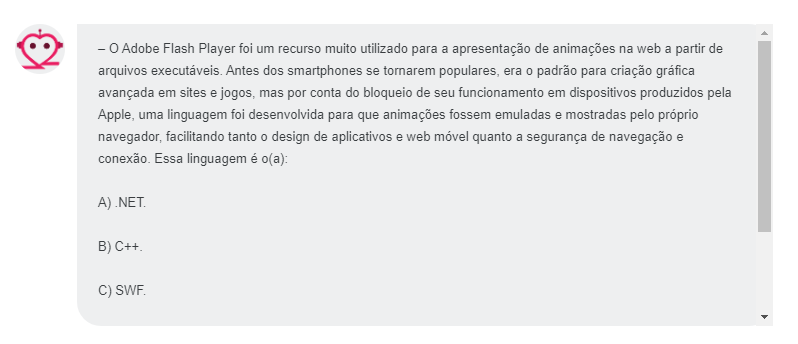 – O Adobe Flash Player foi um recurso muito utilizado para a apresentação de animações na web a partir de
arquivos executáveis. Antes dos smartphones se tornarem populares, era o padrão para criação gráfica
avançada em sites e jogos, mas por conta do bloqueio de seu funcionamento em dispositivos produzidos pela
Apple, uma linguagem foi desenvolvida para que animações fossem emuladas e mostradas pelo próprio
navegador, facilitando tanto o design de aplicativos e web móvel quanto a segurança de navegação e
conexão. Essa linguagem é o(a):
A) .NET.
B) C++.
C) SWF.